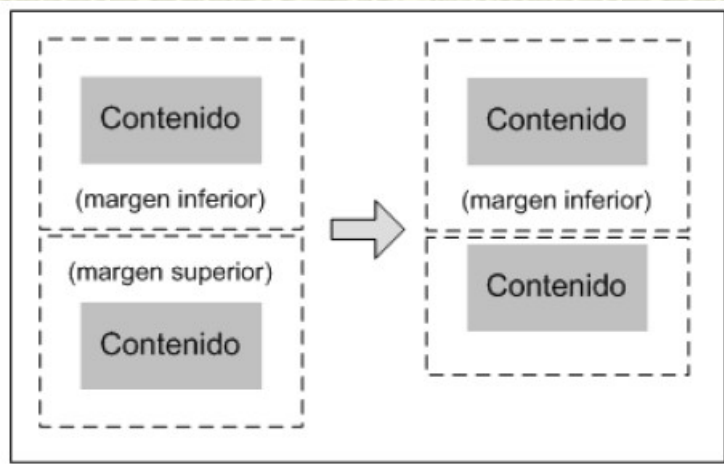 Contenido
(margen inferior)
(margen superior)
Contenido
Contenido
(margen inferior)
Contenido